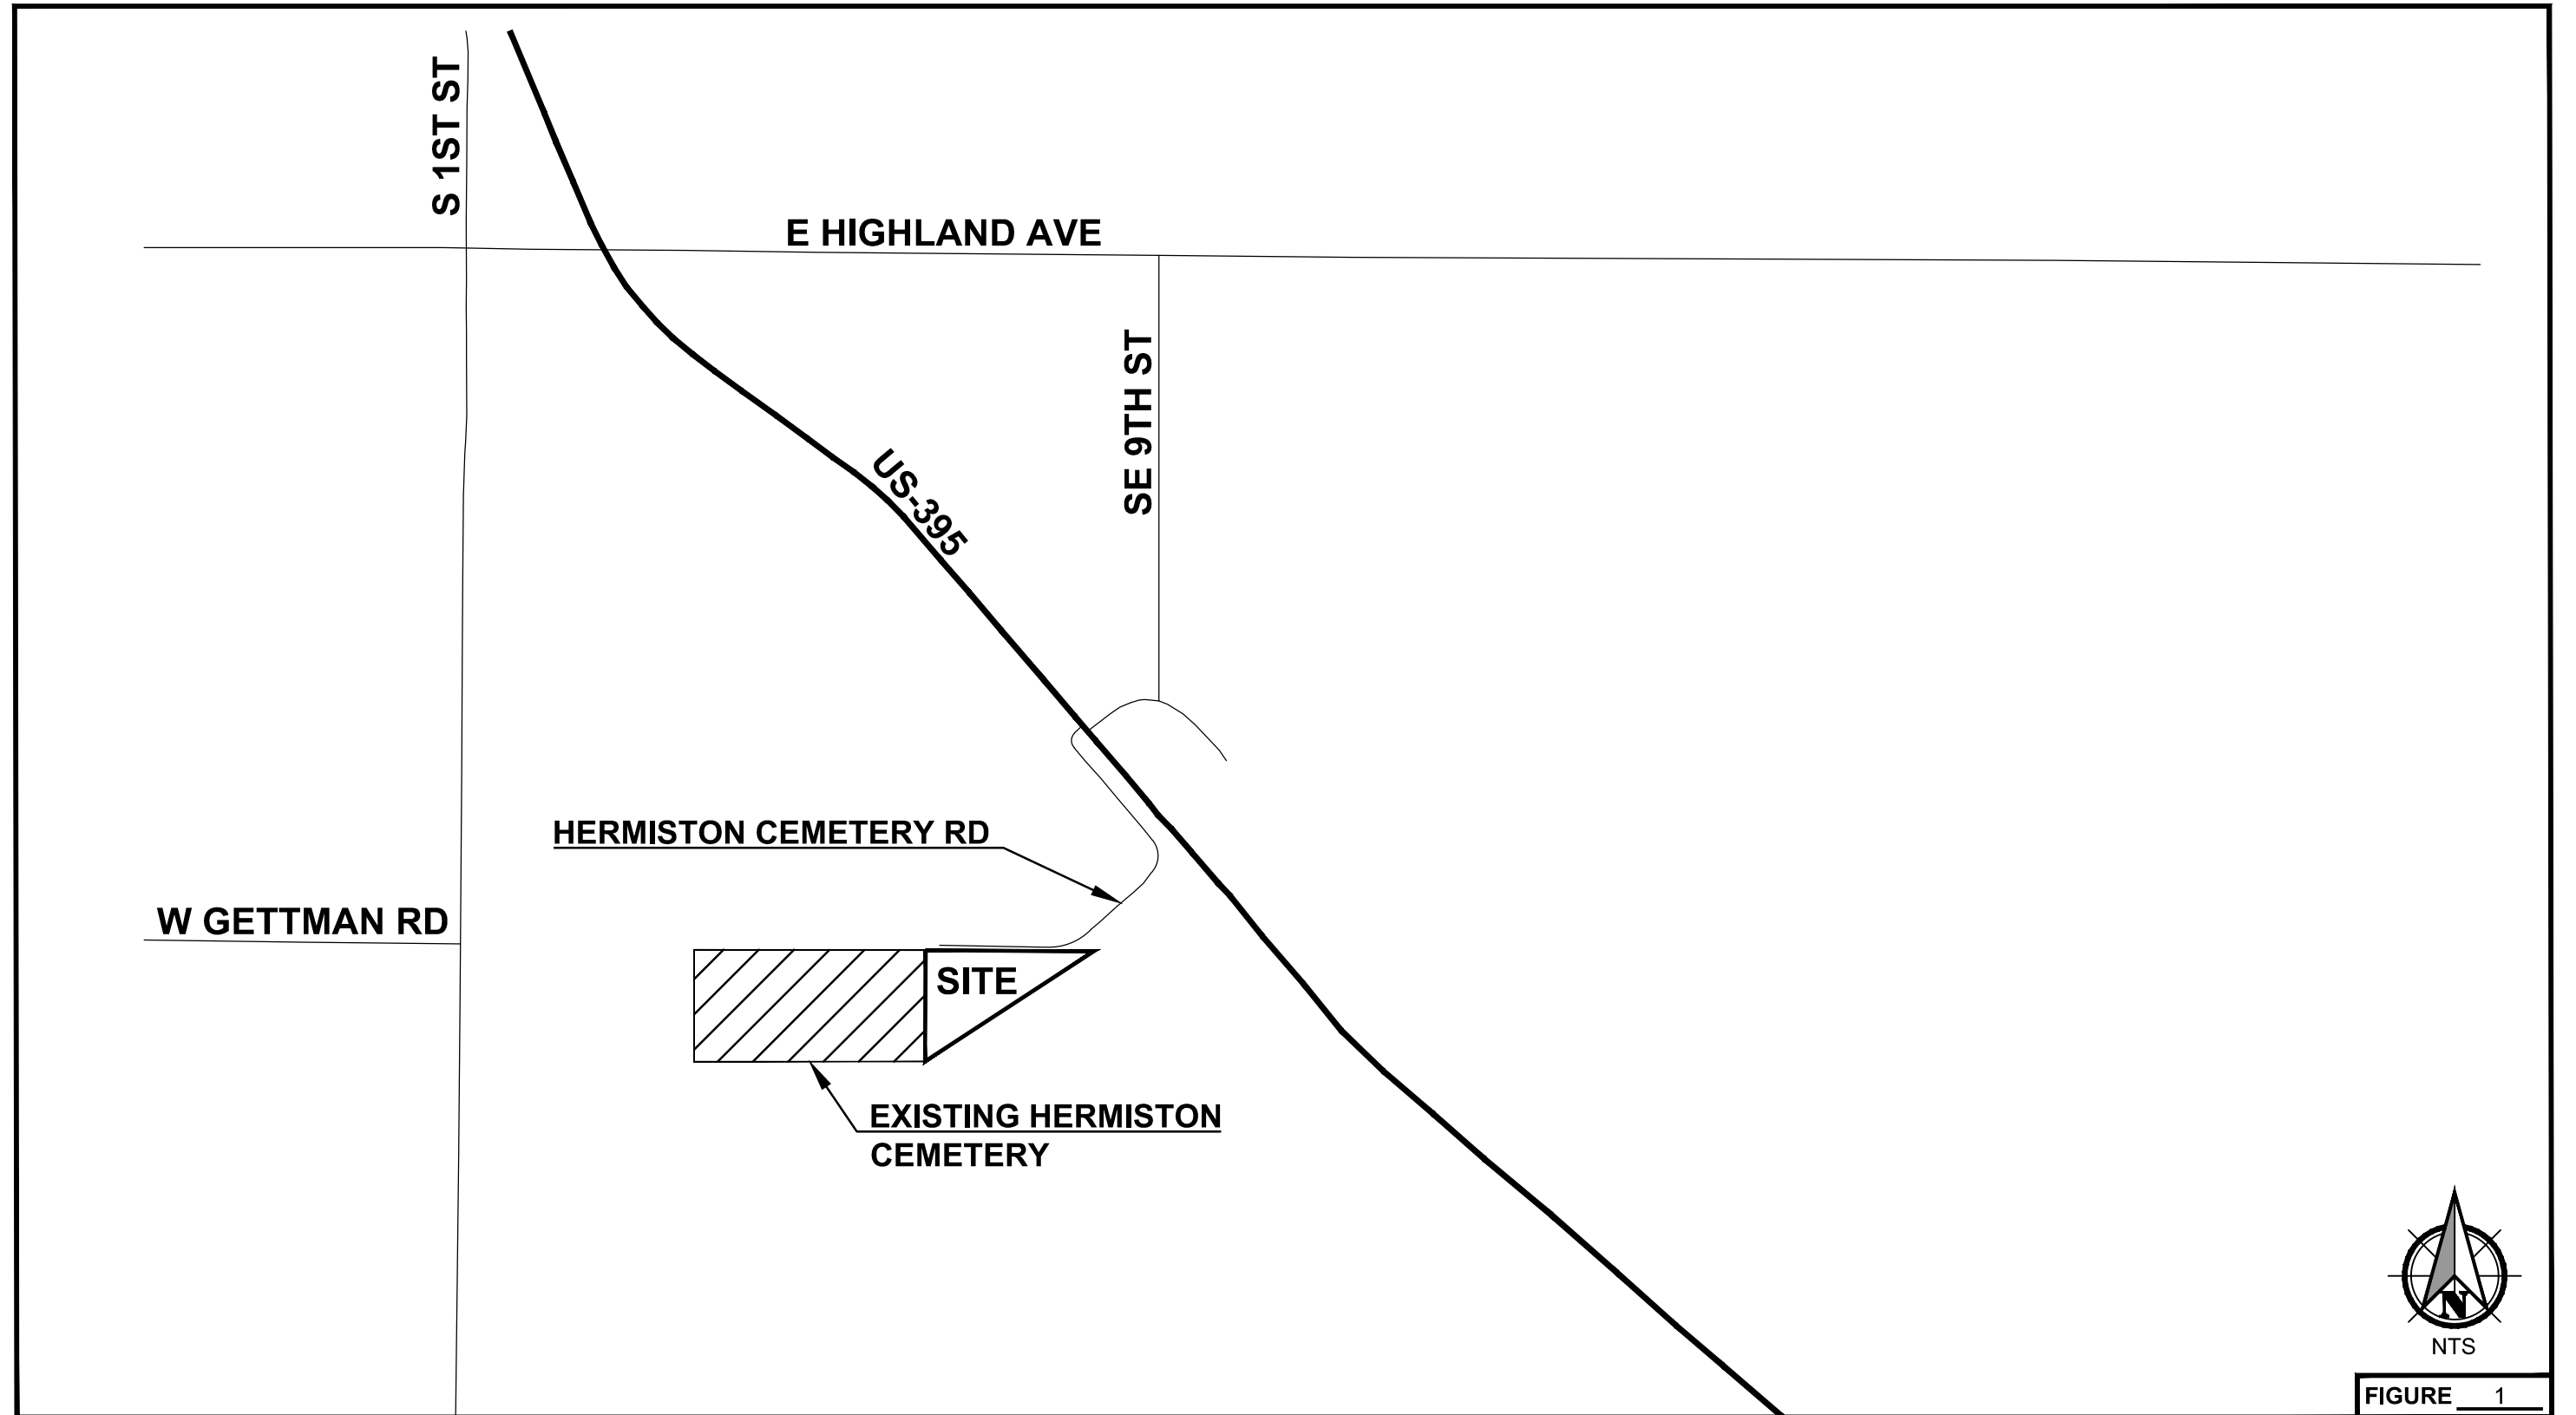 S 1ST ST
E HIGHLAND AVE
SE 9TH ST
US-395
HERMISTON CEMETERY RD
W GETTMAN RD
SITE
EXISTING HERMISTON
CEMETERY
N
NTS
FIGURE 1